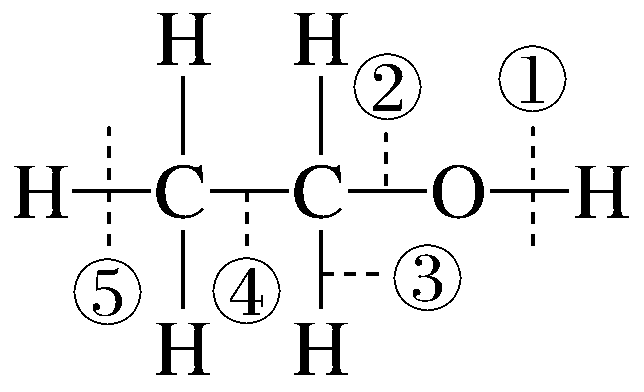 H H
② ①
H C C O H
⑤ ④ ③
H H